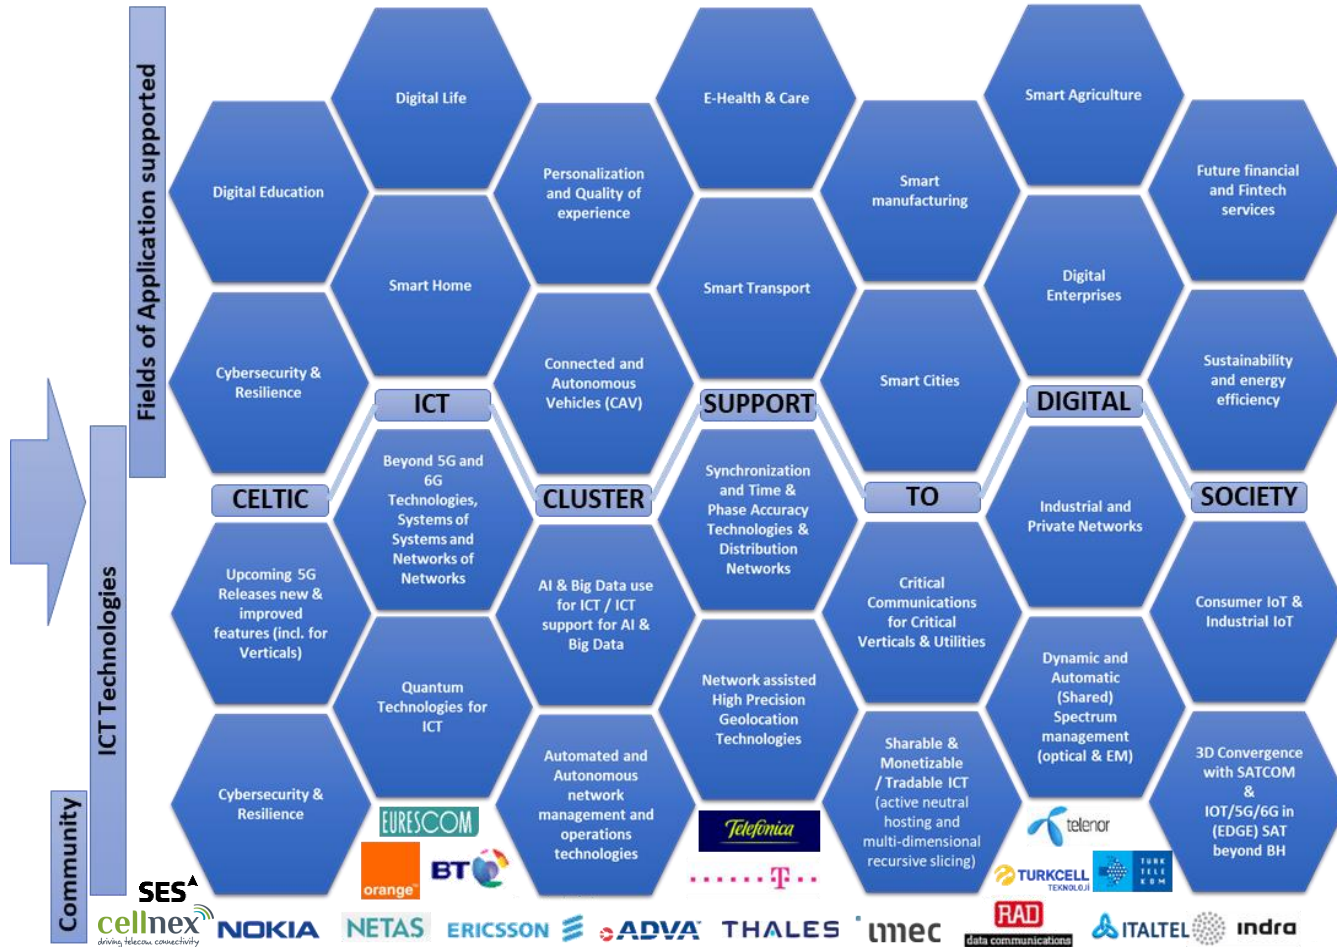 Fields of Application supported
Digital Life
E-Health & Care
Smart Agriculture
Digital Education
Personalization
and Quality of
experience
Smart
manufacturing
Future financial
and Fintech
services
Smart Home
Smart Transport
Digital
Enterprises
Cybersecurity &
Resilience
Connected and
Autonomous
Vehicles (CAV)
Smart Cities
Sustainability
and energy
efficiency
CELTIC
ICT
CLUSTER
SUPPORT
TO
DIGITAL
SOCIETY
ICT Technologies
Beyond 5G and
6G
Technologies,
Systems of
Systems and
Networks of
Networks
Synchronization
and Time &
Phase Accuracy
Technologies &
Distribution
Networks
Industrial and
Private Networks
Upcoming 5G
Releases new &
improved
features (incl. for
Verticals)
AI & Big Data use
for ICT / ICT
support for AI &
Big Data
Critical
Communications
for Critical
Verticals & Utilities
Consumer IoT &
Industrial IoT
Quantum
Technologies for
ICT
Network assisted
High Precision
Geolocation
Technologies
Dynamic and
Automatic
(Shared)
Spectrum
management
(optical & EM)
Cybersecurity &
Resilience
Automated and
Autonomous
network
management and
operations
technologies
Sharable &
Monetizable
/ Tradable ICT
(active neutral
hosting and
multi-dimensional
recursive slicing)
3D Convergence
with SATCOM
&
IOT/5G/6G in
(EDGE) SAT
beyond BH
Community
EURESCOM
Telefónica
telenor
orange™
BT
T
TURKCELL
TEKNOLOJİ
TÜRK
TELE
KOM
SES
cellnex
driving telecom connectivity
NOKIA
NETAS
ERICSSON
ADVA
THALES
imec
RAD
data communications
ITALTEL
indra